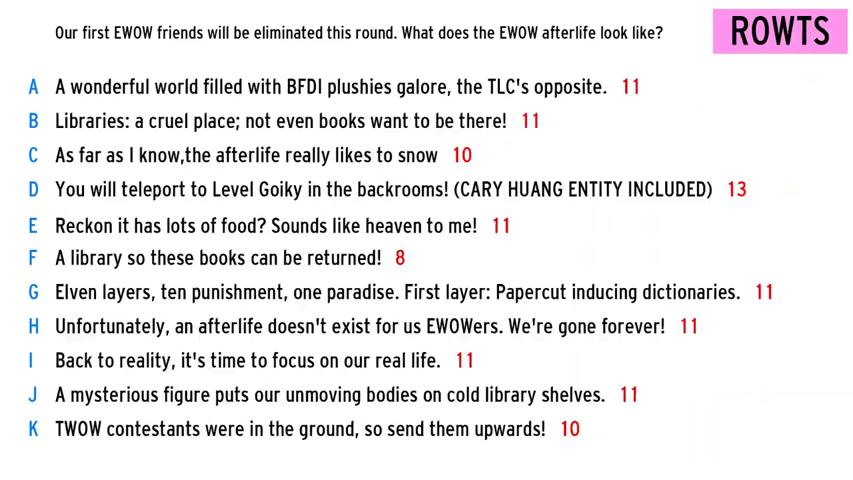 Our first EWOW friends will be eliminated this round. What does the EWOW afterlife look like?
ROWTS
A A wonderful world filled with BFDI plushies galore, the TLC's opposite. 11
B Libraries: a cruel place; not even books want to be there! 11
C As far as I know,the afterlife really likes to snow 10
D You will teleport to Level Goiky in the backrooms! (CARY HUANG ENTITY INCLUDED) 13
E Reckon it has lots of food? Sounds like heaven to me! 11
F A library so these books can be returned! 8
G Elven layers, ten punishment, one paradise. First layer: Papercut inducing dictionaries. 11
H Unfortunately, an afterlife doesn't exist for us EWOWers. We're gone forever! 11
I Back to reality, it's time to focus on our real life. 11
J A mysterious figure puts our unmoving bodies on cold library shelves. 11
K TWOW contestants were in the ground, so send them upwards! 10